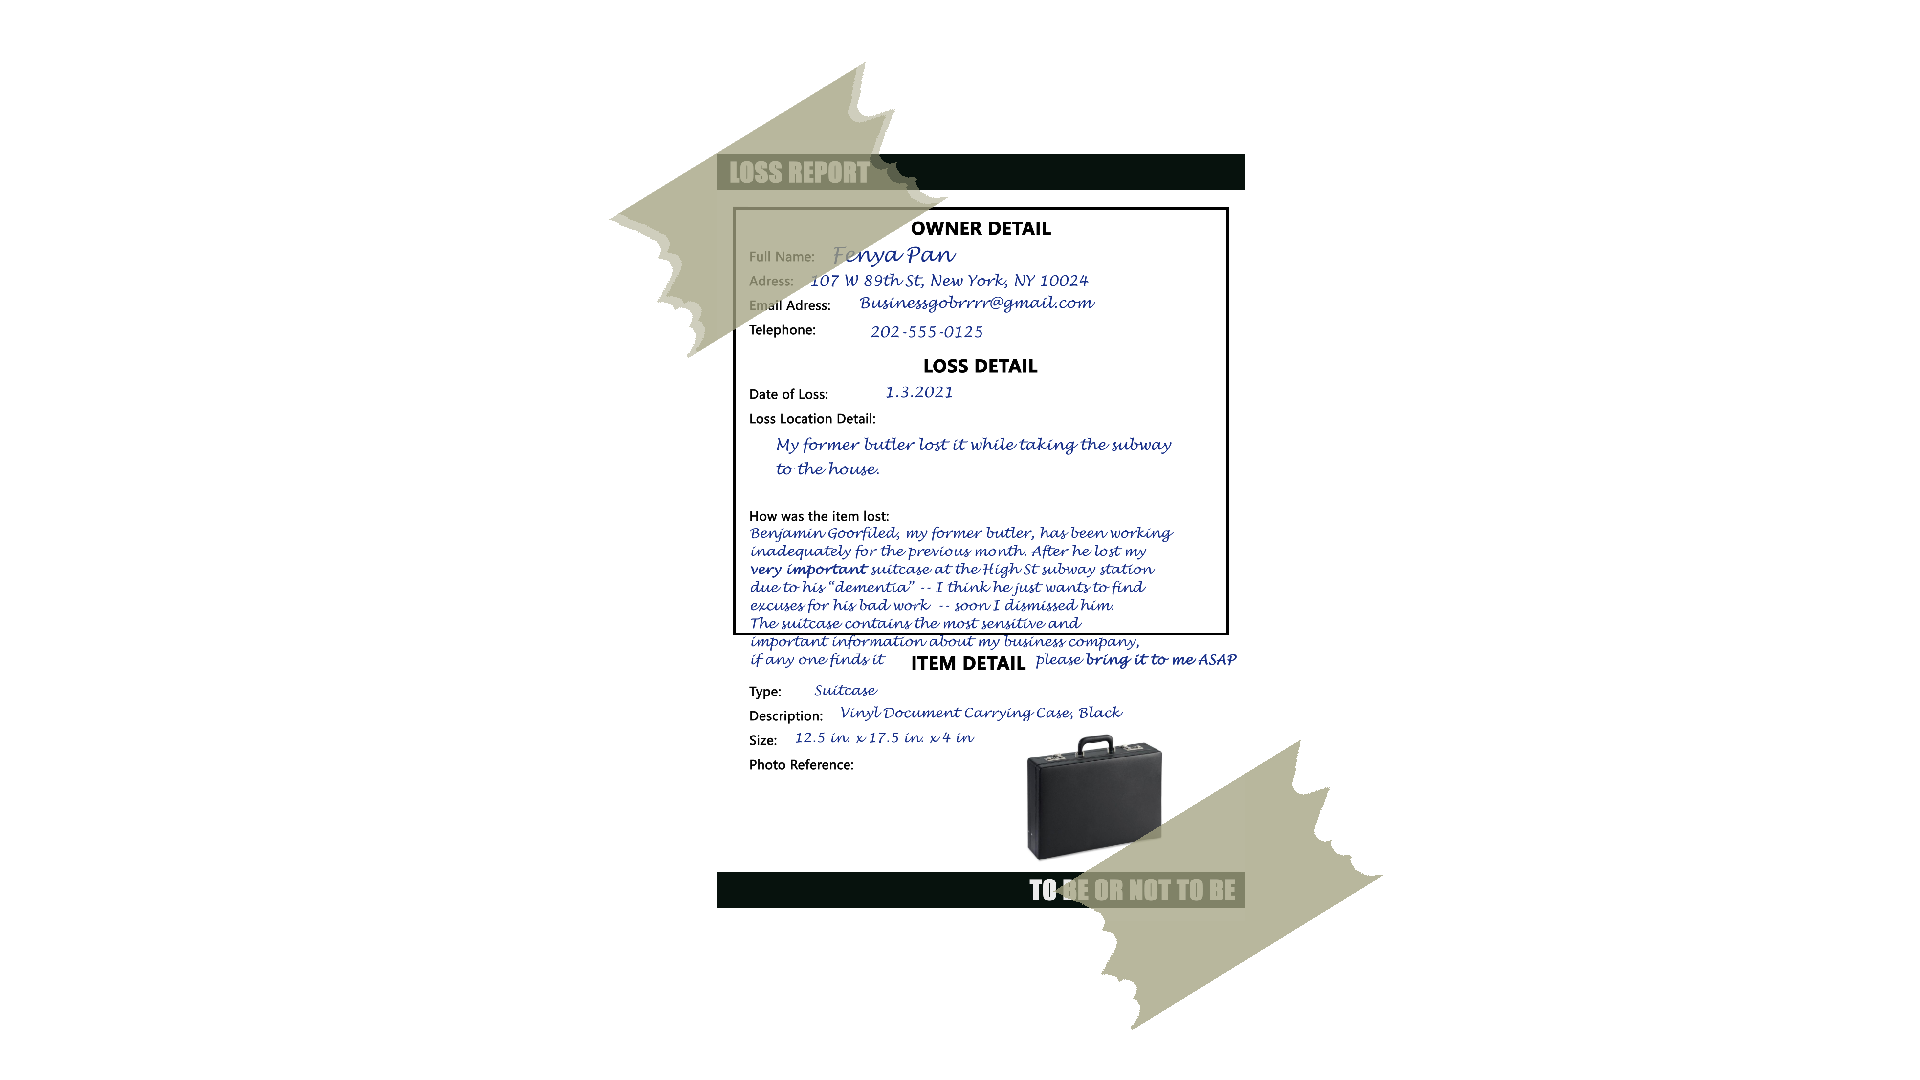 LOSS REPORT
OWNER DETAIL
Full Name: Fenya Pan
Adress: 107 W 89th St, New York, NY 10024
Email Adress: Businessgobrrrr@gmail.com
Telephone: 202-555-0125
LOSS DETAIL
Date of Loss: 1.3.2021
Loss Location Detail:
My former butler lost it while taking the subway
to the house.
How was the item lost:
Benjamin Goorfiled, my former butler, has been working
inadequately for the previous month. After he lost my
very important suitcase at the High St subway station
due to his “dementia” -- I think he just wants to find
excuses for his bad work -- soon I dismissed him.
The suitcase contains the most sensitive and
important information about my business company,
if any one finds it please bring it to me ASAP
ITEM DETAIL
Type: Suitcase
Description: Vinyl Document Carrying Case, Black
Size: 12.5 in. x 17.5 in. x 4 in
Photo Reference:
TO BE OR NOT TO BE